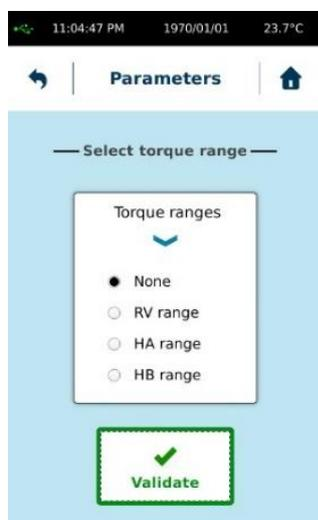 11:04:47 PM 1970/01/01 23.7°C
Parameters
Select torque range
Torque ranges
None
RV range
HA range
HB range
Validate